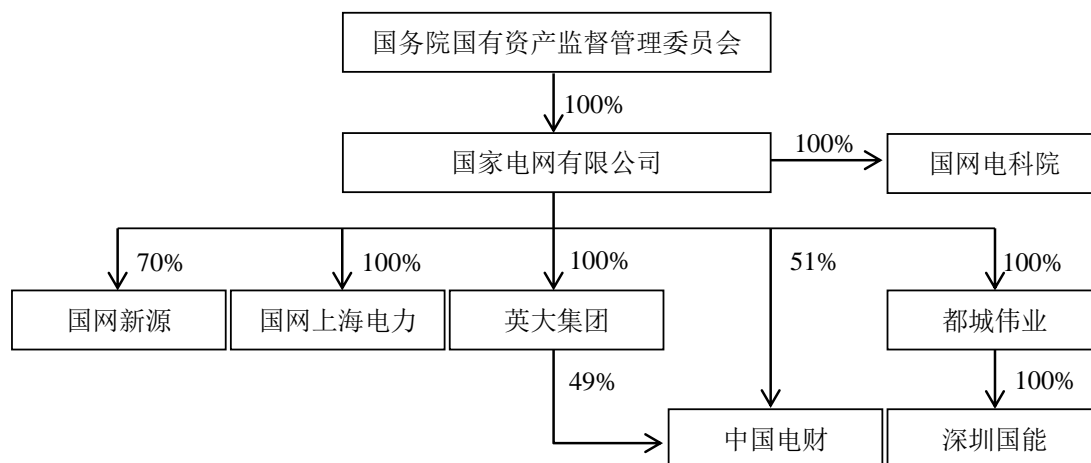 国务院国有资产监督管理委员会
100%
国家电网有限公司
100%
国网电科院
70%
100%
100%
51%
100%
国网新源
国网上海电力
英大集团
都城伟业
49%
100%
中国电财
深圳国能